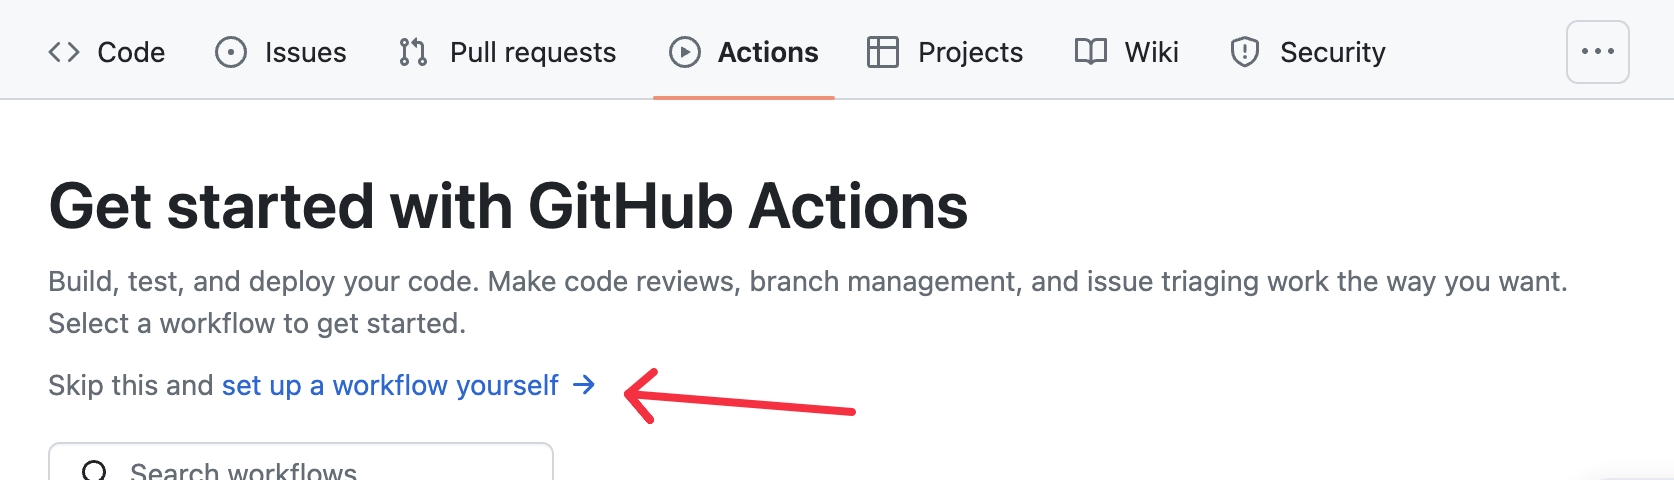 Code Issues Pull requests Actions Projects Wiki Security
Get started with GitHub Actions
Build, test, and deploy your code. Make code reviews, branch management, and issue triaging work the way you want.
Select a workflow to get started.
Skip this and set up a workflow yourself →
Search workflows